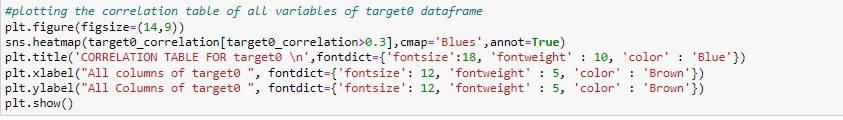 #plotting the correlation table of all variables of target0 dataframe
plt.figure(figsize=(14,9))
sns.heatmap(target0_correlation[target0_correlation>0.3],cmap='Blues',annot=True)
plt.title('CORRELATION TABLE FOR target0 \n',fontdict={'fontsize':18, 'fontweight' : 10, 'color' : 'Blue'})
plt.xlabel("All columns of target0 ", fontdict={'fontsize': 12, 'fontweight' : 5, 'color' : 'Brown'})
plt.ylabel("All Columns of target0 ", fontdict={'fontsize': 12, 'fontweight' : 5, 'color' : 'Brown'})
plt.show()